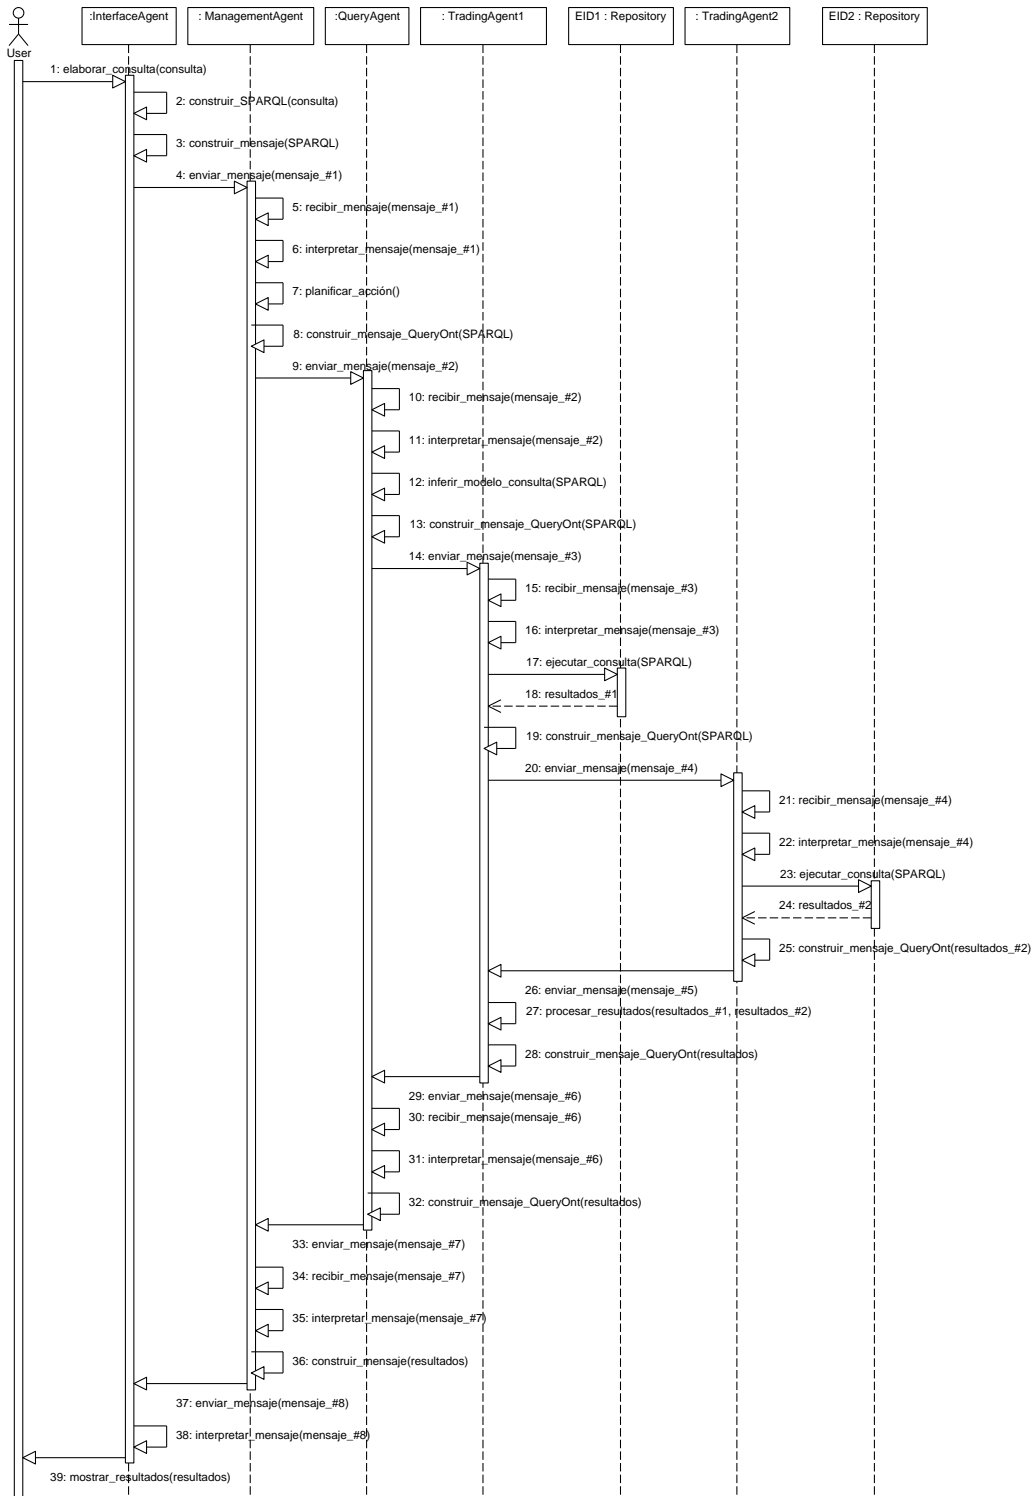 :InterfaceAgent
: ManagementAgent
:QueryAgent
: TradingAgent1
EID1 : Repository
: TradingAgent2
EID2 : Repository
User
1: elaborar_consulta(consulta)
2: construir_SPARQL(consulta)
3: construir_mensaje(SPARQL)
4: enviar_mensaje(mensaje_#1)
5: recibir_mensaje(mensaje_#1)
6: interpretar_mensaje(mensaje_#1)
7: planificar_acción()
8: construir_mensaje_QueryOnt(SPARQL)
9: enviar_mensaje(mensaje_#2)
10: recibir_mensaje(mensaje_#2)
11: interpretar_mensaje(mensaje_#2)
12: inferir_modelo_consulta(SPARQL)
13: construir_mensaje_QueryOnt(SPARQL)
14: enviar_mensaje(mensaje_#3)
15: recibir_mensaje(mensaje_#3)
16: interpretar_mensaje(mensaje_#3)
17: ejecutar_consulta(SPARQL)
18: resultados_#1
19: construir_mensaje_QueryOnt(SPARQL)
20: enviar_mensaje(mensaje_#4)
21: recibir_mensaje(mensaje_#4)
22: interpretar_mensaje(mensaje_#4)
23: ejecutar_consulta(SPARQL)
24: resultados_#2
25: construir_mensaje_QueryOnt(resultados_#2)
26: enviar_mensaje(mensaje_#5)
27: procesar_resultados(resultados_#1, resultados_#2)
28: construir_mensaje_QueryOnt(resultados)
29: enviar_mensaje(mensaje_#6)
30: recibir_mensaje(mensaje_#6)
31: interpretar_mensaje(mensaje_#6)
32: construir_mensaje_QueryOnt(resultados)
33: enviar_mensaje(mensaje_#7)
34: recibir_mensaje(mensaje_#7)
35: interpretar_mensaje(mensaje_#7)
36: construir_mensaje(resultados)
37: enviar_mensaje(mensaje_#8)
38: interpretar_mensaje(mensaje_#8)
39: mostrar_resultados(resultados)